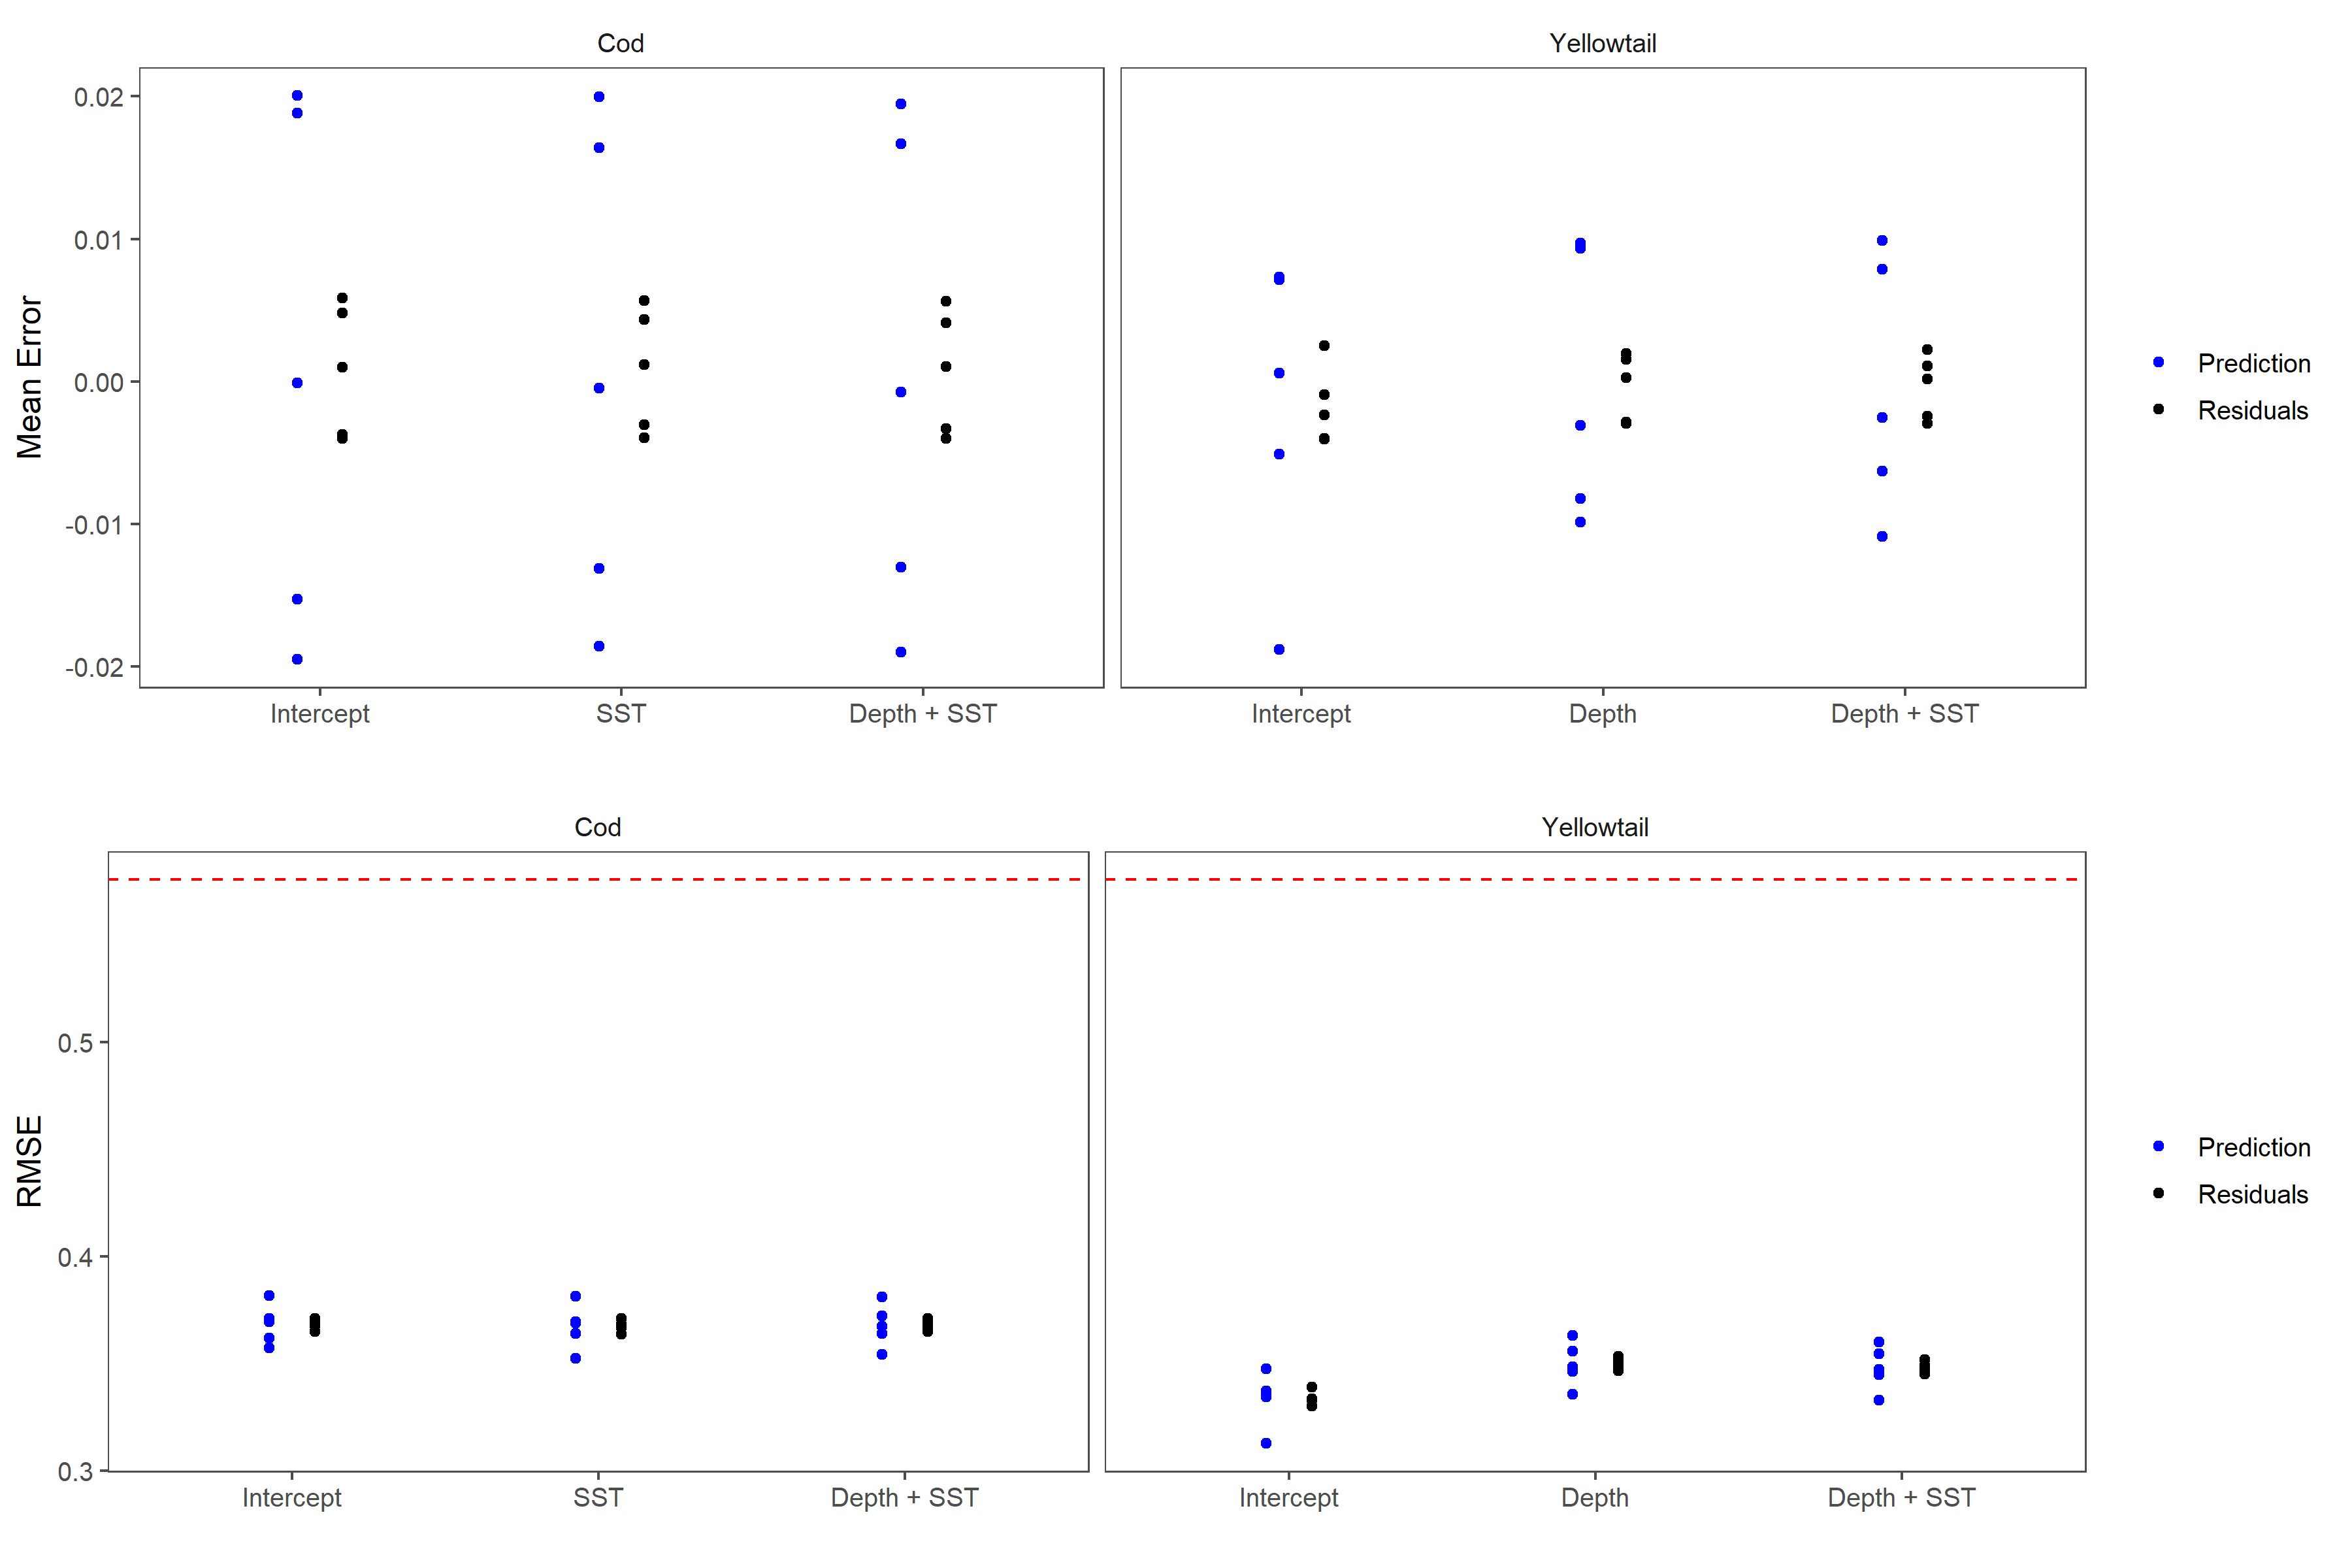 Cod
Yellowtail
Mean Error
0.02
0.01
0.00
-0.01
-0.02
Intercept
SST
Depth + SST
Intercept
Depth
Depth + SST
Prediction
Residuals
Cod
Yellowtail
RMSE
0.5
0.4
0.3
Intercept
SST
Depth + SST
Intercept
Depth
Depth + SST
Prediction
Residuals